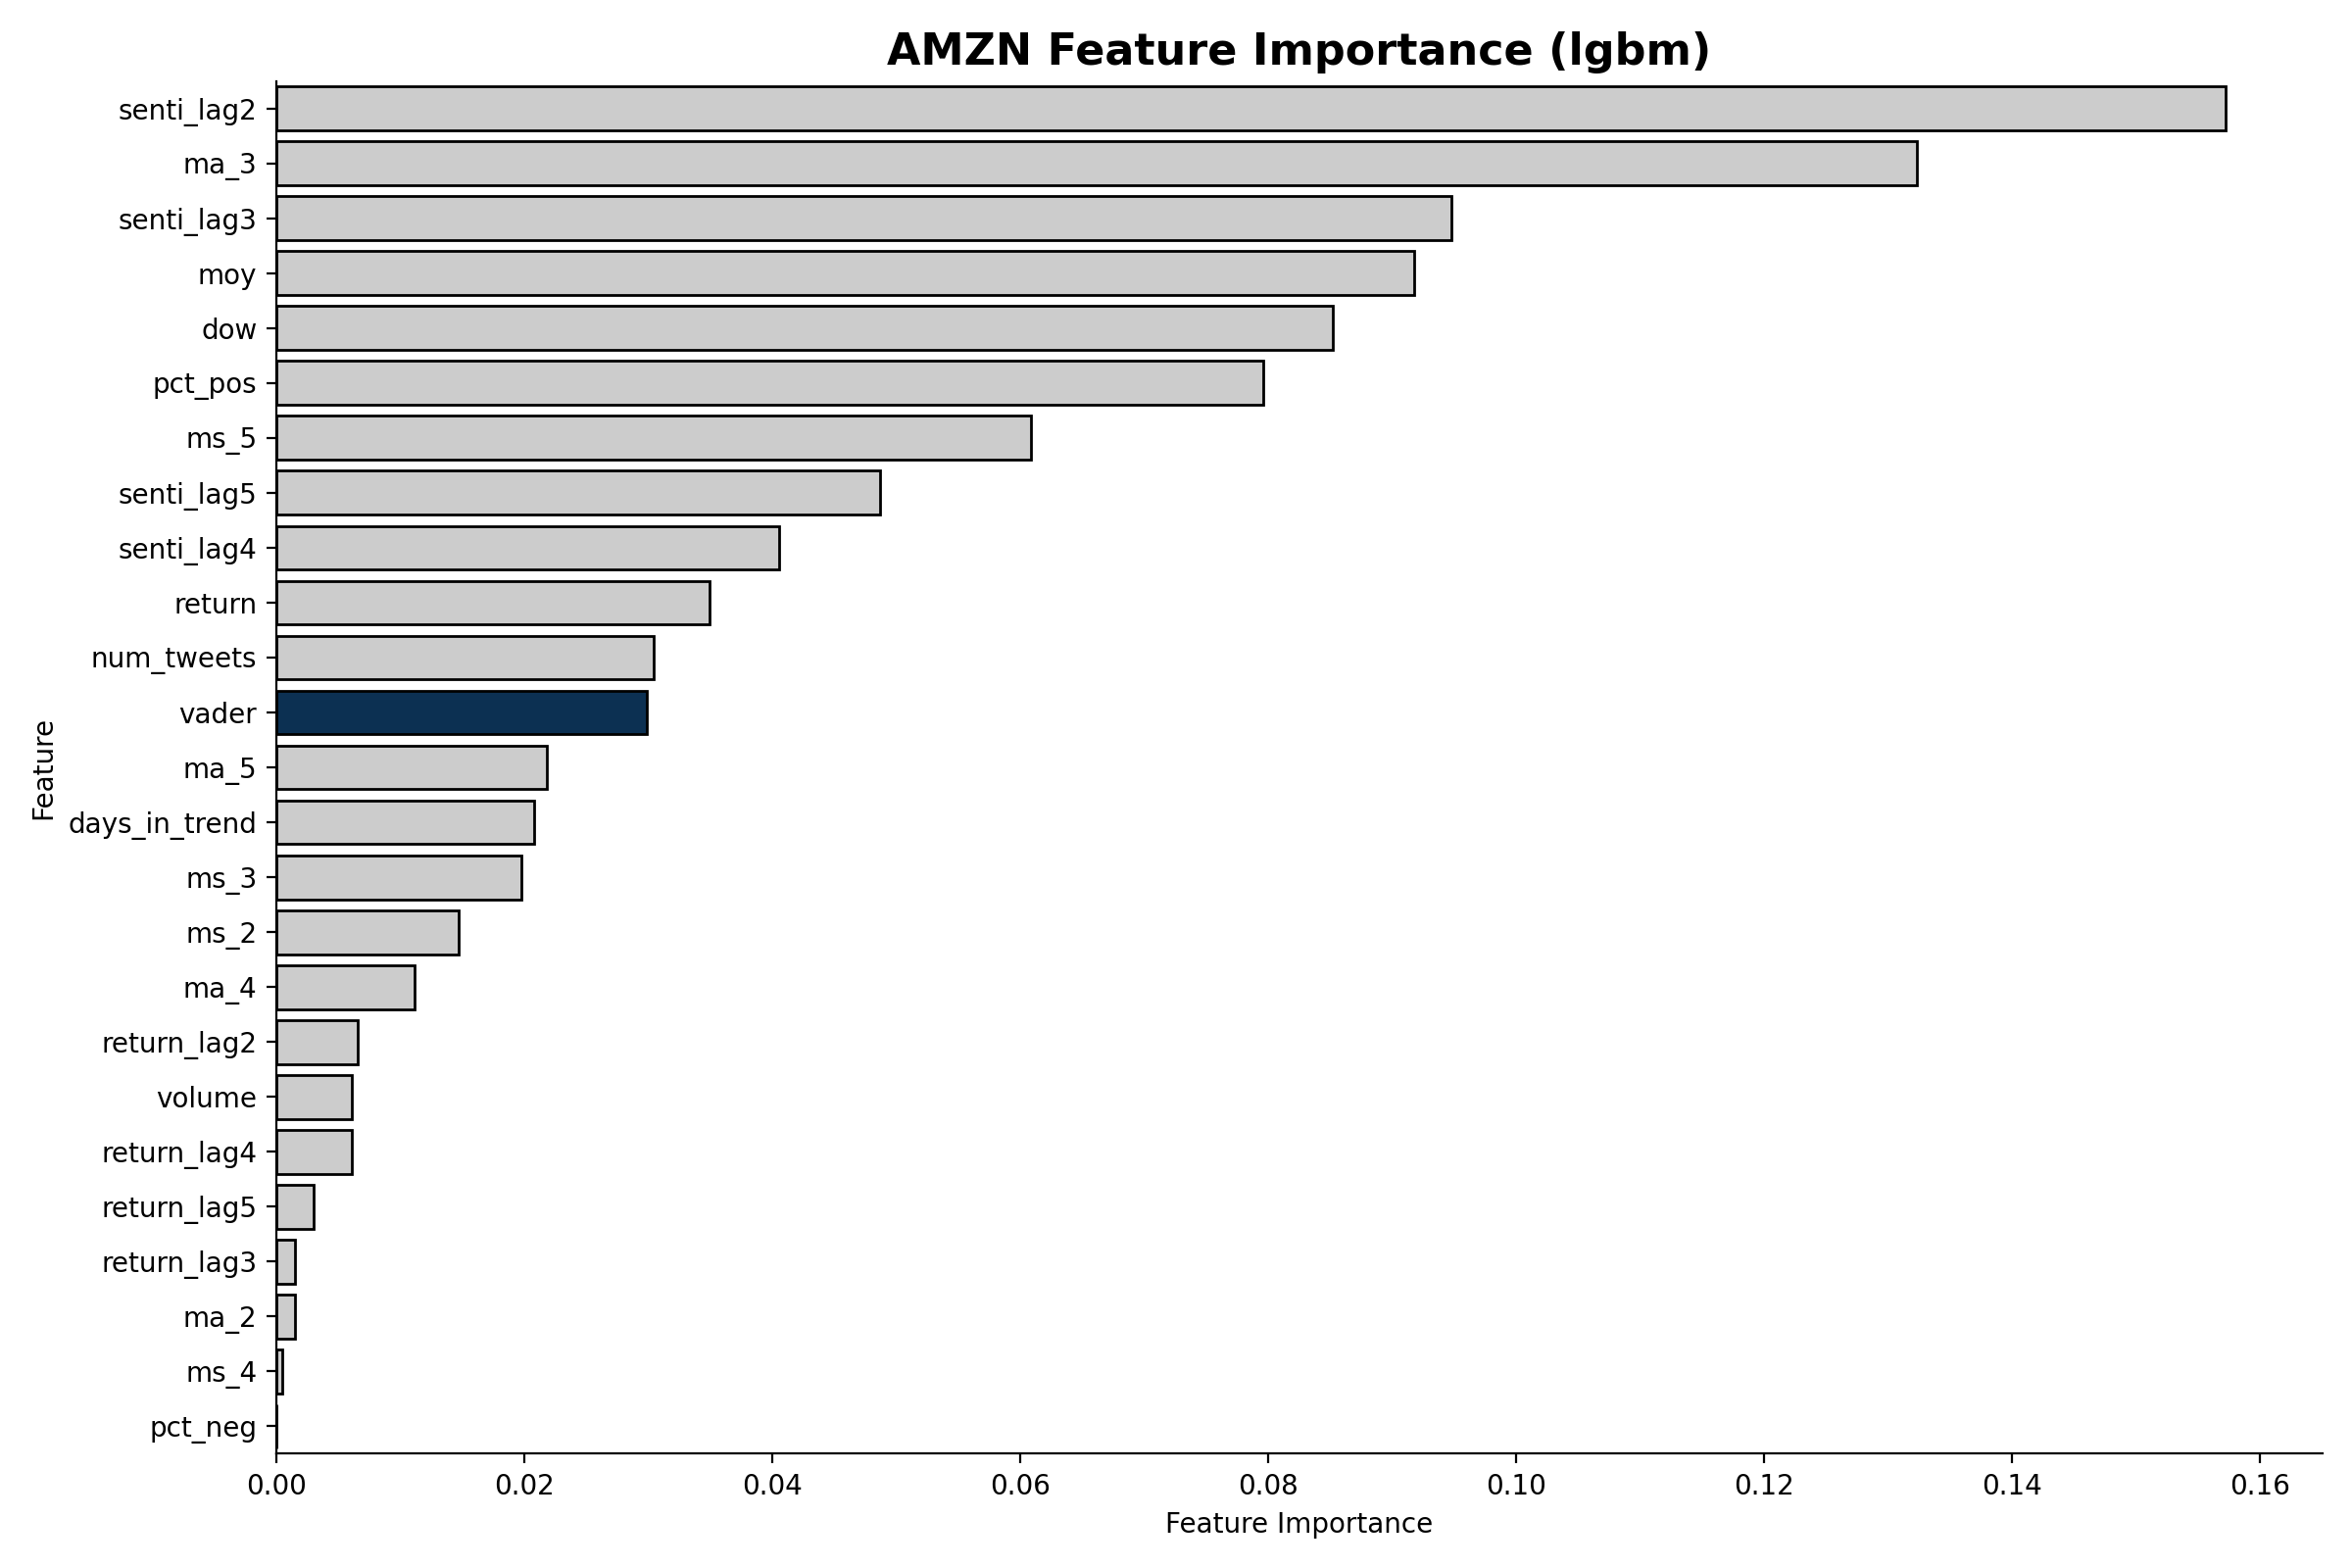 AMZN Feature Importance (lgbm)
senti_lag2
ma_3
senti_lag3
moy
dow
pct_pos
ms_5
senti_lag5
senti_lag4
return
num_tweets
vader
ma_5
days_in_trend
ms_3
ms_2
ma_4
return_lag2
volume
return_lag4
return_lag5
return_lag3
ma_2
ms_4
pct_neg
Feature
0.00 0.02 0.04 0.06 0.08 0.10 0.12 0.14 0.16
Feature Importance